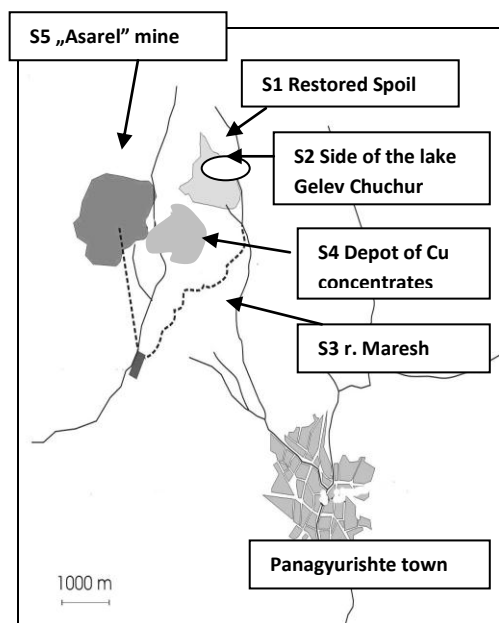 S5 „Asarel” mine
S1 Restored Spoil
S2 Side of the lake
Gelev Chuchur
S4 Depot of Cu
concentrates
S3 r. Maresh
Panagyurishte town
1000 m